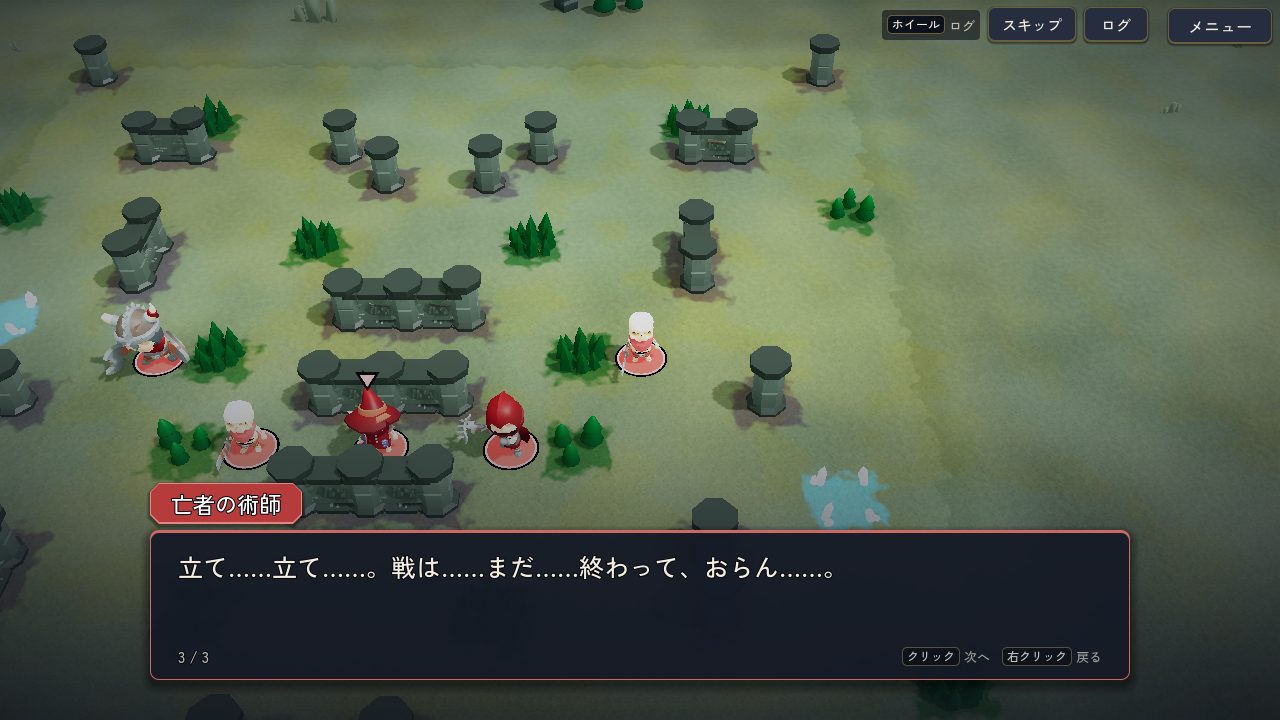 ホイール ログ スキップ ログ メニュー
亡者の術師
立て……立て……。戦は……まだ……終わって、おらん……。
3 / 3 クリック 次へ 右クリック 戻る